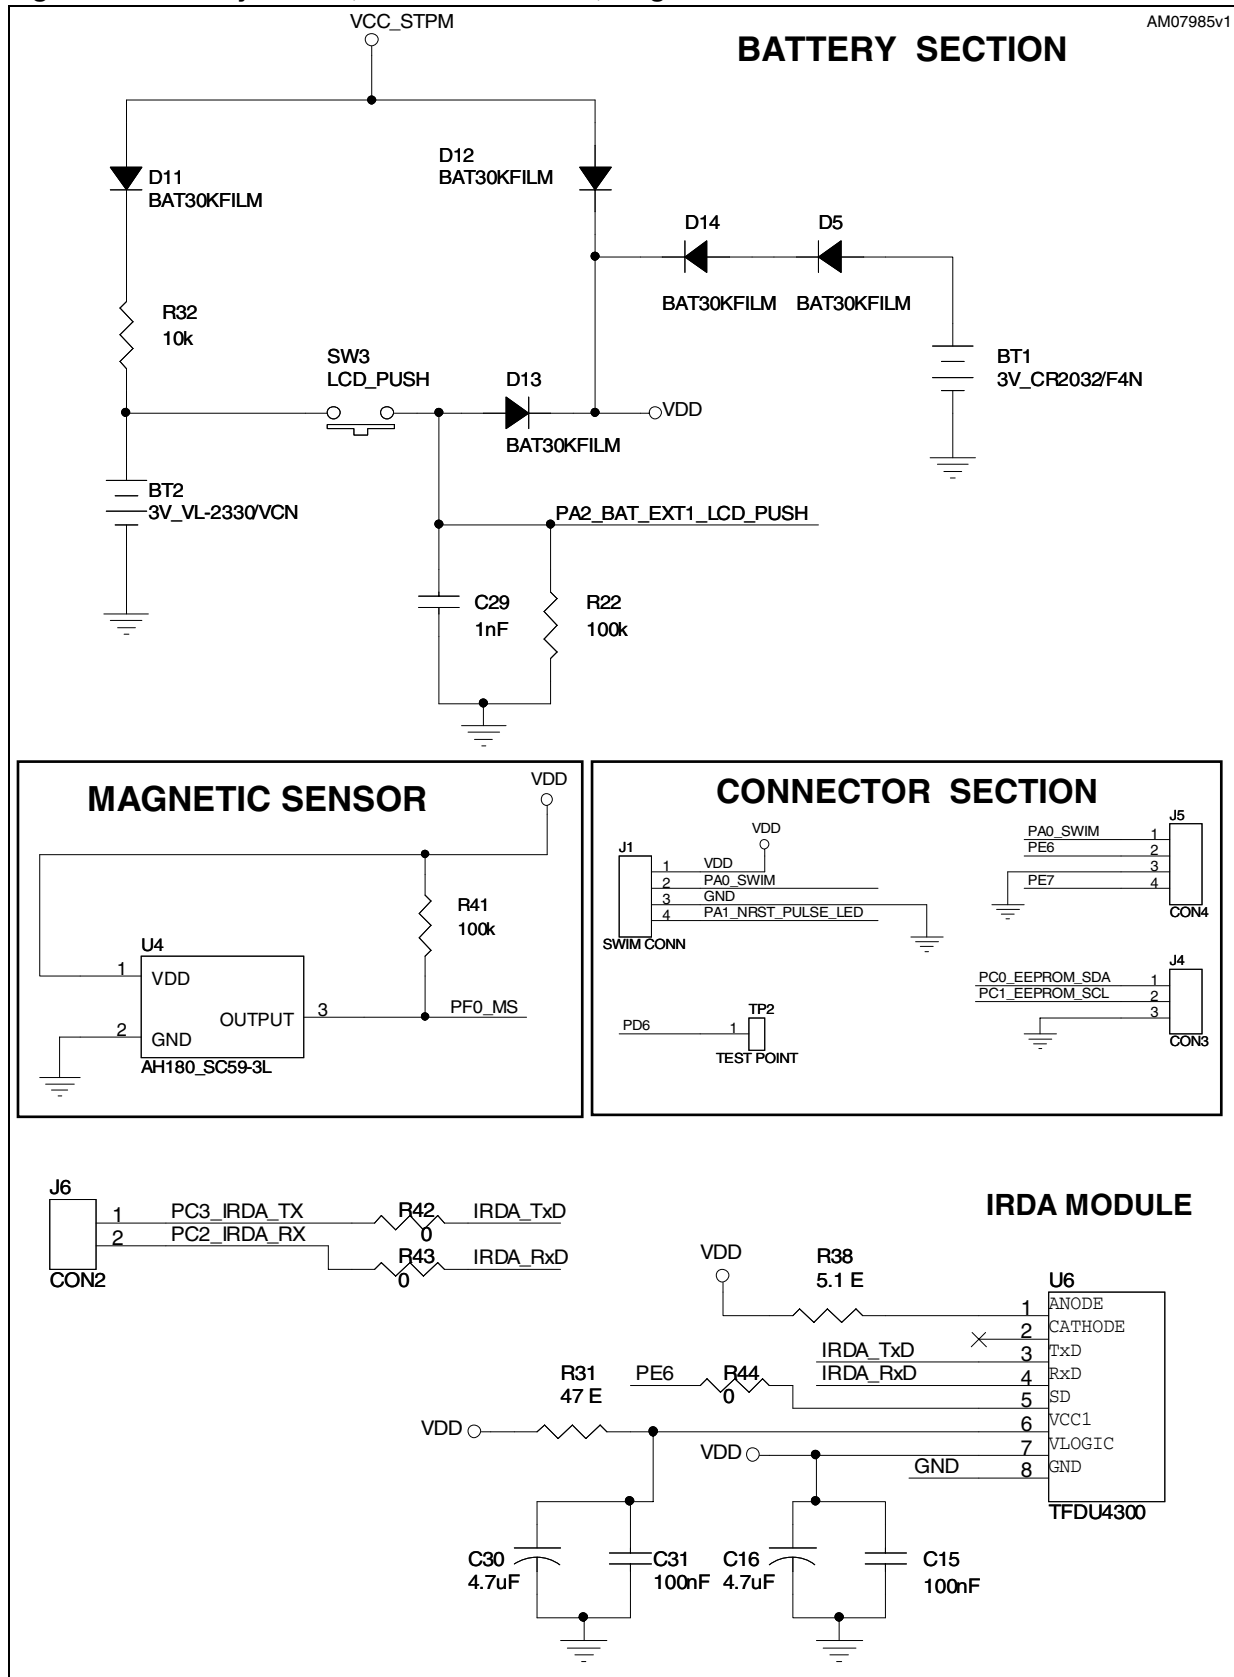 VCC_STPM
AM07985v1
BATTERY SECTION
D11
BAT30KFILM
D12
BAT30KFILM
D14
D5
BAT30KFILM
BAT30KFILM
R32
10k
SW3
LCD_PUSH
D13
BAT30KFILM
VDD
BT1
3V_CR2032/F4N
BT2
3V_VL-2330/VCN
PA2_BAT_EXT1_LCD_PUSH
C29
1nF
R22
100k
MAGNETIC SENSOR
VDD
R41
100k
U4
1
VDD
2
GND
OUTPUT
3
PF0_MS
AH180_SC59-3L
CONNECTOR SECTION
J1
VDD
1 VDD
2 PA0_SWIM
3 GND
4 PA1_NRST_PULSE_LED
SWIM CONN
J5
PA0_SWIM 1
PE6 2
3
PE7 4
CON4
TP2
PD6 1
TEST POINT
J4
PC0_EEPROM_SDA 1
PC1_EEPROM_SCL 2
3
CON3
J6
1 PC3_IRDA_TX R42 IRDA_TxD
0
2 PC2_IRDA_RX R43 IRDA_RxD
0
CON2
IRDA MODULE
VDD
R38
5.1 E
U6
1 ANODE
2 CATHODE
IRDA_TxD 3 TxD
IRDA_RxD 4 RxD
PE6 R44 5 SD
0
R31
47 E
VDD 6 VCC1
VDD 7 VLOGIC
GND 8 GND
TFDU4300
C30
4.7uF
C31
100nF
C16
4.7uF
C15
100nF